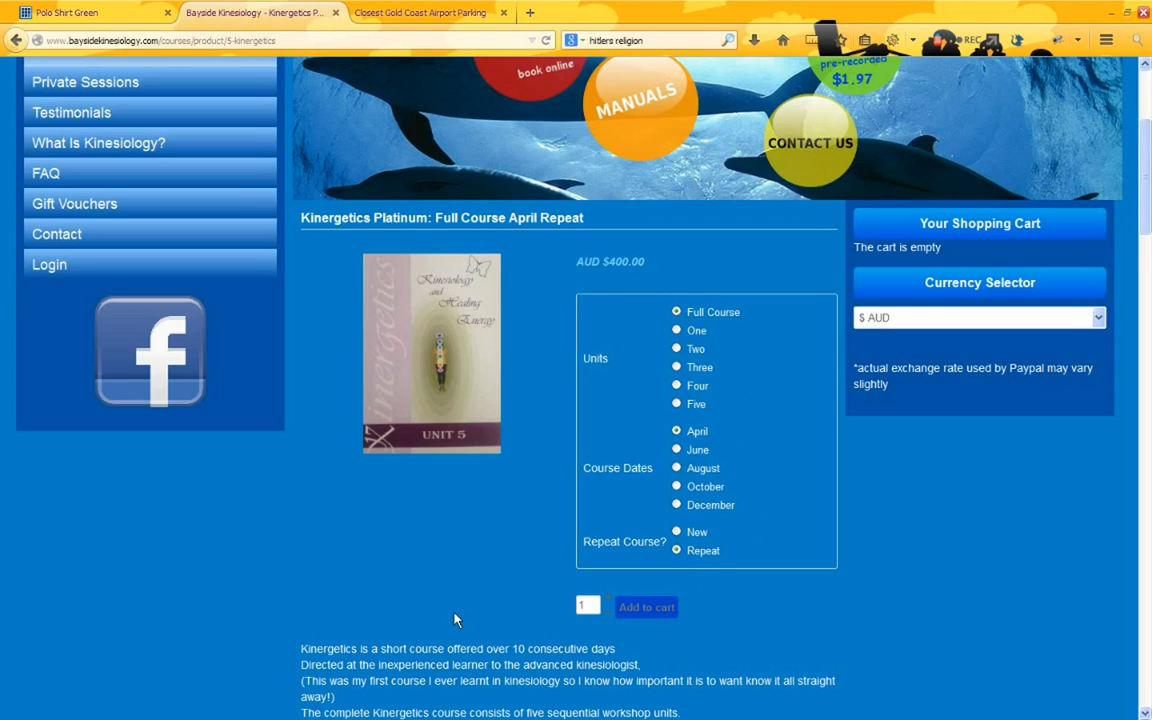 Polo Shirt Green
Bayside Kinesiology - Kinergetics P...
Closest Gold Coast Airport Parking
www.baysidekinesiology.com/courses/product/5-kinergetics
hitlers religion
REC
Private Sessions
Testimonials
What Is Kinesiology?
FAQ
Gift Vouchers
Contact
Login
book online
MANUALS
pre-recorded
$1.97
CONTACT US
Kinergetics Platinum: Full Course April Repeat
Kinergetics
Kinesiology
and
Healing
Energy
UNIT 5
AUD $400.00
Units
Full Course
One
Two
Three
Four
Five
Course Dates
April
June
August
October
December
Repeat Course?
New
Repeat
1
Add to cart
Your Shopping Cart
The cart is empty
Currency Selector
$ AUD
*actual exchange rate used by Paypal may vary
slightly
Kinergetics is a short course offered over 10 consecutive days
Directed at the inexperienced learner to the advanced kinesiologist,
(This was my first course I ever learnt in kinesiology so I know how important it is to want know it all straight
away!)
The complete Kinergetics course consists of five sequential workshop units.